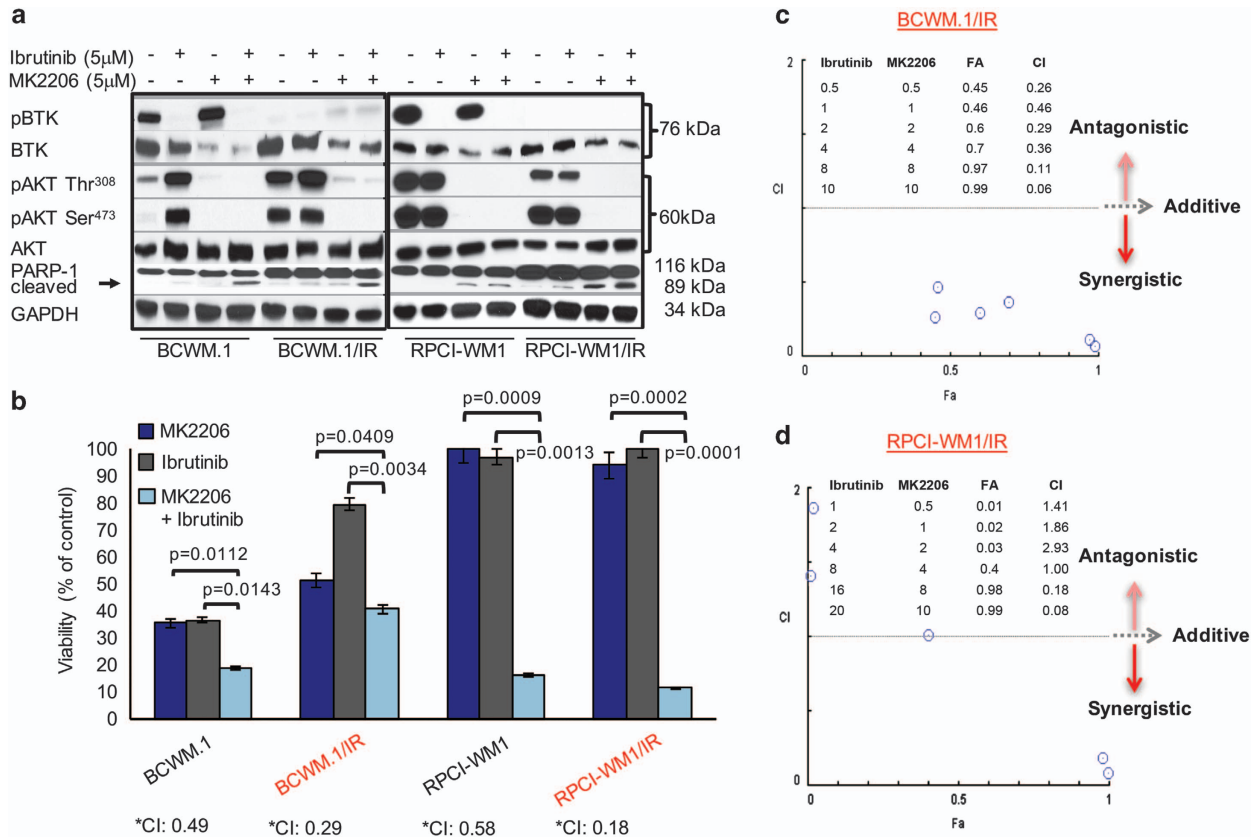 a
Ibrutinib (5μM) - + - + - + - + - + - + - + - +
MK2206 (5μM) - - + + - - + + - - + + - - + +
pBTK
76 kDa
BTK
pAKT Thr308
pAKT Ser473
60kDa
AKT
PARP-1
116 kDa
cleaved
89 kDa
GAPDH
34 kDa
BCWM.1 BCWM.1/IR RPCI-WM1 RPCI-WM1/IR
b
MK2206
Ibrutinib
MK2206
+ Ibrutinib
Viability (% of control)
100
90
80
70
60
50
40
30
20
10
0
p=0.0112
p=0.0143
p=0.0409
p=0.0034
p=0.0009
p=0.0013
p=0.0002
p=0.0001
BCWM.1 BCWM.1/IR RPCI-WM1 RPCI-WM1/IR
*CI: 0.49 *CI: 0.29 *CI: 0.58 *CI: 0.18
c
BCWM.1/IR
2
Ibrutinib MK2206 FA CI
0.5 0.5 0.45 0.26
1 1 0.46 0.46
2 2 0.6 0.29
4 4 0.7 0.36
8 8 0.97 0.11
10 10 0.99 0.06
CI
Antagonistic
Additive
Synergistic
0
0.5 1
Fa
d
RPCI-WM1/IR
2
Ibrutinib MK2206 FA CI
1 0.5 0.01 1.41
2 1 0.02 1.86
4 2 0.03 2.93
8 4 0.4 1.00
16 8 0.98 0.18
20 10 0.99 0.08
CI
Antagonistic
Additive
Synergistic
0
0 0.5 1
Fa